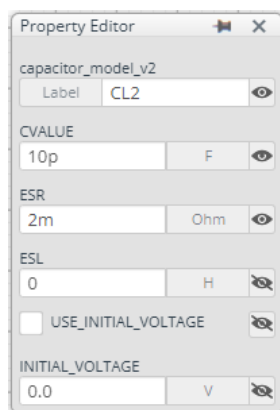 Property Editor
capacitor_model_v2
Label CL2
CVALUE
10p F
ESR
2m Ohm
ESL
0 H
USE_INITIAL_VOLTAGE
INITIAL_VOLTAGE
0.0 V